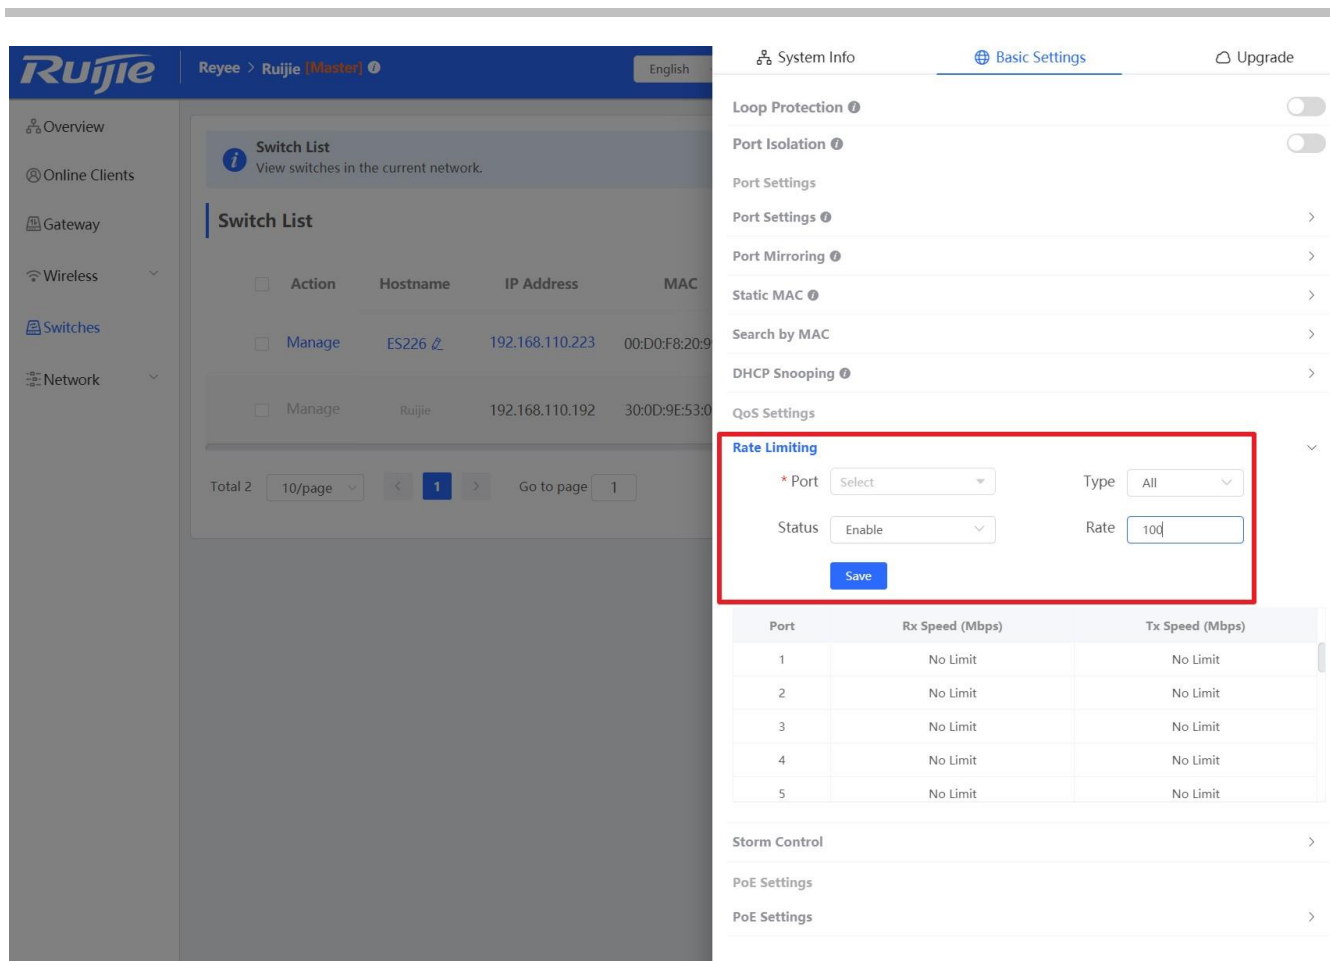 Ruijie
Reyee > Ruijie [Master]
English
System Info
Basic Settings
Upgrade
Overview
Online Clients
Gateway
Wireless
Switches
Network
Switch List
View switches in the current network.
Switch List
Action Hostname IP Address MAC
Manage ES226 192.168.110.223 00:D0:F8:20:9
Manage Ruijie 192.168.110.192 30:0D:9E:53:0
Total 2 10/page < 1 > Go to page 1
Loop Protection
Port Isolation
Port Settings
Port Settings
Port Mirroring
Static MAC
Search by MAC
DHCP Snooping
QoS Settings
Rate Limiting
* Port Select Type All
Status Enable Rate 100
Save
Port Rx Speed (Mbps) Tx Speed (Mbps)
1 No Limit No Limit
2 No Limit No Limit
3 No Limit No Limit
4 No Limit No Limit
5 No Limit No Limit
Storm Control
PoE Settings
PoE Settings